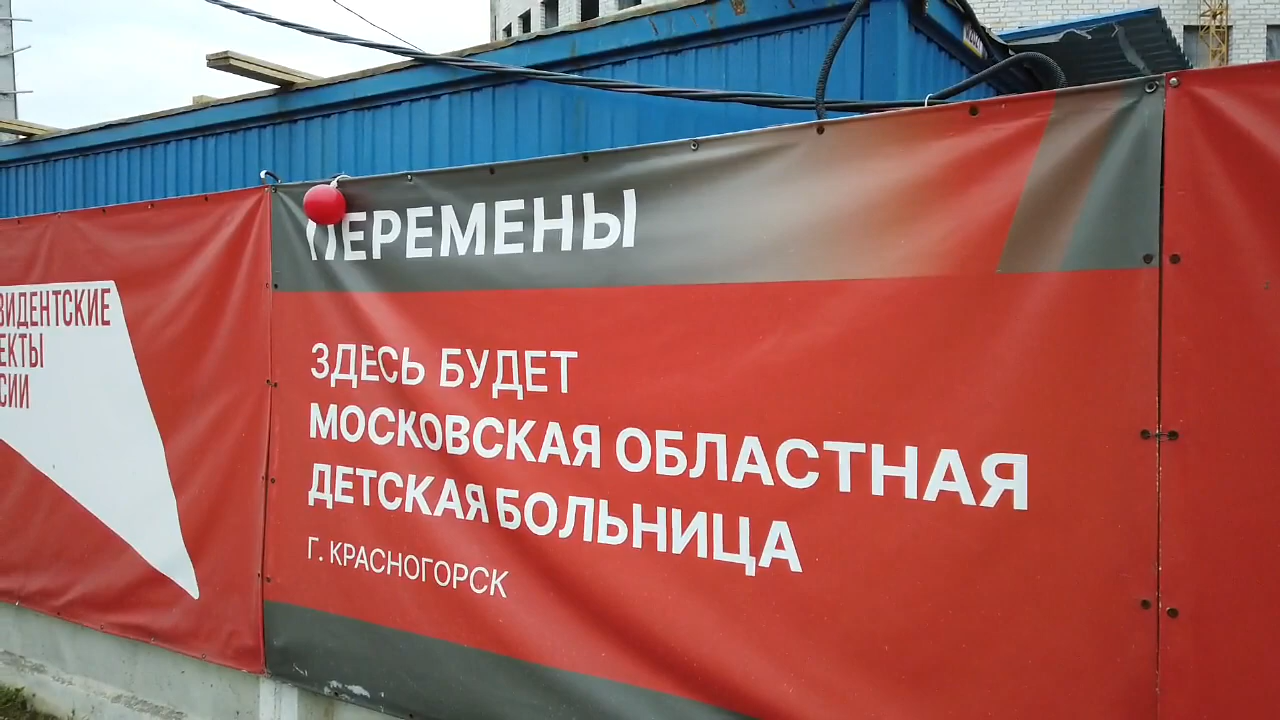 ПЕРЕМЕНЫ
ЗДЕСЬ БУДЕТ
МОСКОВСКАЯ ОБЛАСТНАЯ
ДЕТСКАЯ БОЛЬНИЦА
Г. КРАСНОГОРСК
ЗИДЕНТСКИЕ
ЕКТЫ
СИИ